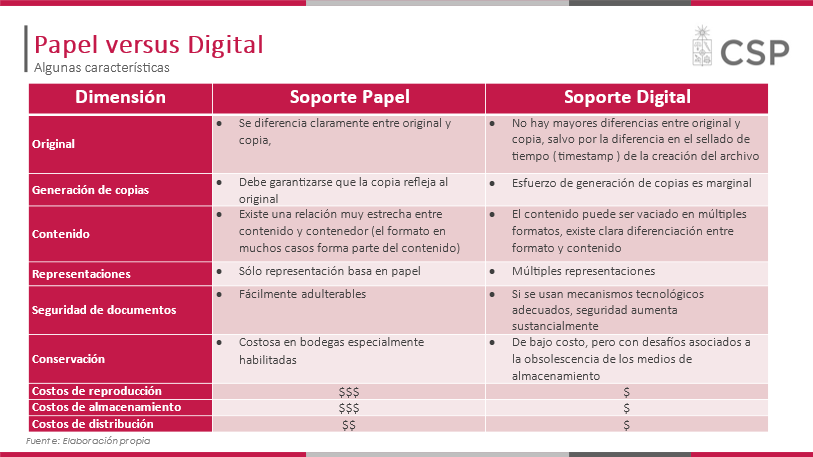 Papel versus Digital
Algunas características
CSP
Dimensión
Soporte Papel
Soporte Digital
Original
● Se diferencia claramente entre original y
copia,
● No hay mayores diferencias entre original y
copia, salvo por la diferencia en el sellado de
tiempo ( timestamp ) de la creación del archivo
Generación de copias
● Debe garantizarse que la copia refleja al
original
● Esfuerzo de generación de copias es marginal
Contenido
● Existe una relación muy estrecha entre
contenido y contenedor (el formato en
muchos casos forma parte del contenido)
● El contenido puede ser vaciado en múltiples
formatos, existe clara diferenciación entre
formato y contenido
Representaciones
● Sólo representación basa en papel
● Múltiples representaciones
Seguridad de documentos
● Fácilmente adulterables
● Si se usan mecanismos tecnológicos
adecuados, seguridad aumenta
sustancialmente
Conservación
● Costosa en bodegas especialmente
habilitadas
● De bajo costo, pero con desafíos asociados a
la obsolescencia de los medios de
almacenamiento
Costos de reproducción
$$$
$
Costos de almacenamiento
$$$
$
Costos de distribución
$$
$
Fuente: Elaboración propia